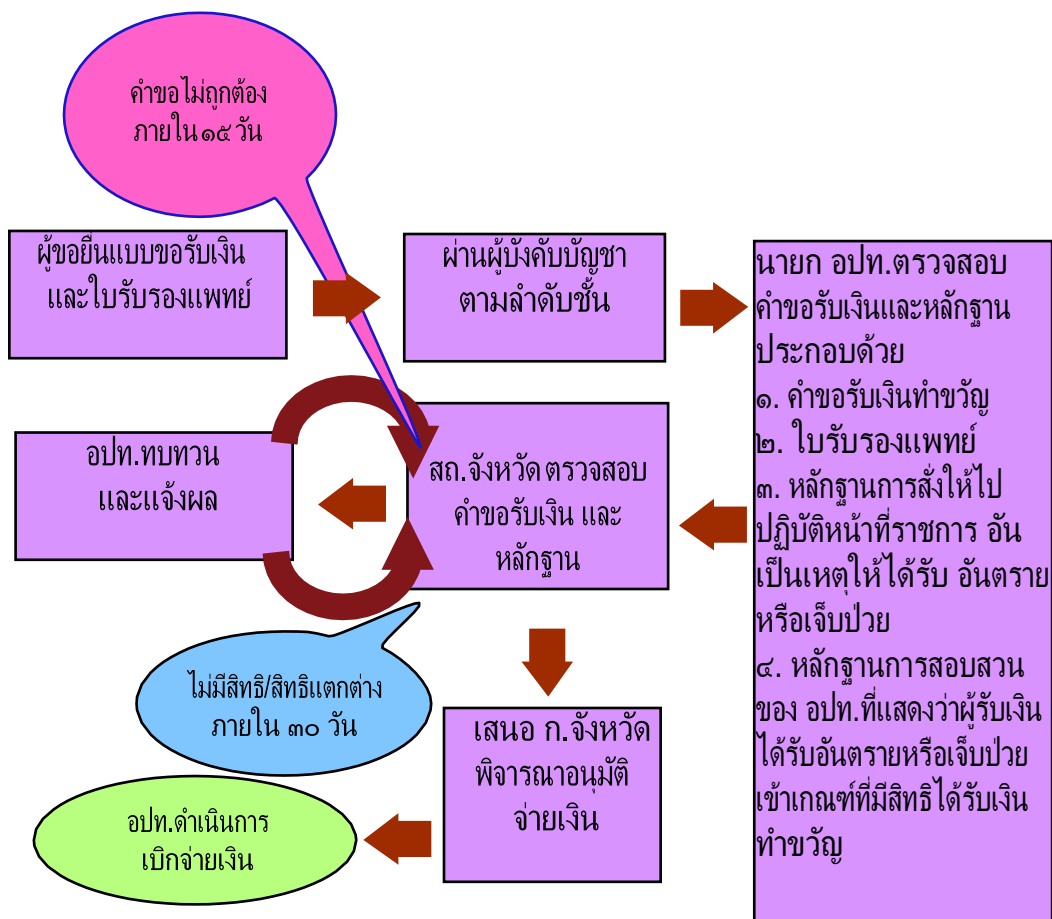 คำขอไม่ถูกต้อง
ภายใน ๑๕ วัน
ผู้ขอยื่นแบบขอรับเงิน
และใบรับรองแพทย์
ผ่านผู้บังคับบัญชา
ตามลำดับชั้น
นายก อปท.ตรวจสอบ
คำขอรับเงินและหลักฐาน
ประกอบด้วย
๑. คำขอรับเงินทำขวัญ
๒. ใบรับรองแพทย์
๓. หลักฐานการสั่งให้ไป
ปฏิบัติหน้าที่ราชการ อัน
เป็นเหตุให้ได้รับ อันตราย
หรือเจ็บป่วย
๔. หลักฐานการสอบสวน
ของ อปท.ที่แสดงว่าผู้รับเงิน
ได้รับอันตรายหรือเจ็บป่วย
เข้าเกณฑ์ที่มีสิทธิได้รับเงิน
ทำขวัญ
สถ.จังหวัด ตรวจสอบ
คำขอรับเงิน และ
หลักฐาน
อปท.ทบทวน
และแจ้งผล
ไม่มีสิทธิ/สิทธิแตกต่าง
ภายใน ๓๐ วัน
เสนอ ก.จังหวัด
พิจารณาอนุมัติ
จ่ายเงิน
อปท.ดำเนินการ
เบิกจ่ายเงิน